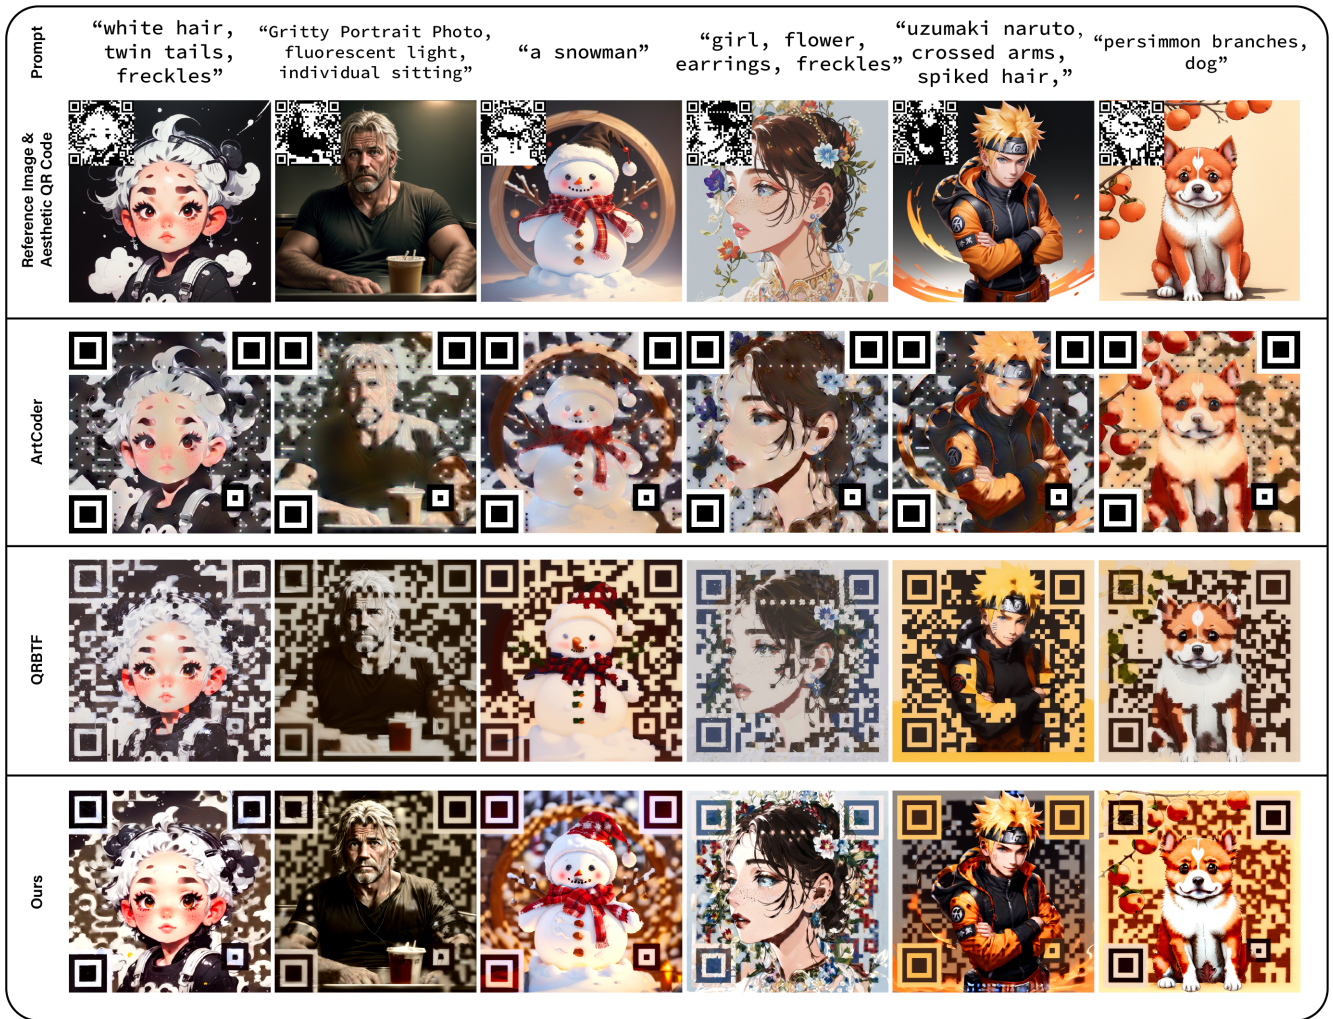 Prompt
“white hair,
twin tails,
freckles”
“Gritty Portrait Photo,
fluorescent light,
individual sitting”
“a snowman”
“girl, flower,
earrings, freckles”
“uzumaki naruto,
crossed arms,
spiked hair,”
“persimmon branches,
dog”
Reference Image &
Aesthetic QR Code
ArtCoder
QRBTF
Ours